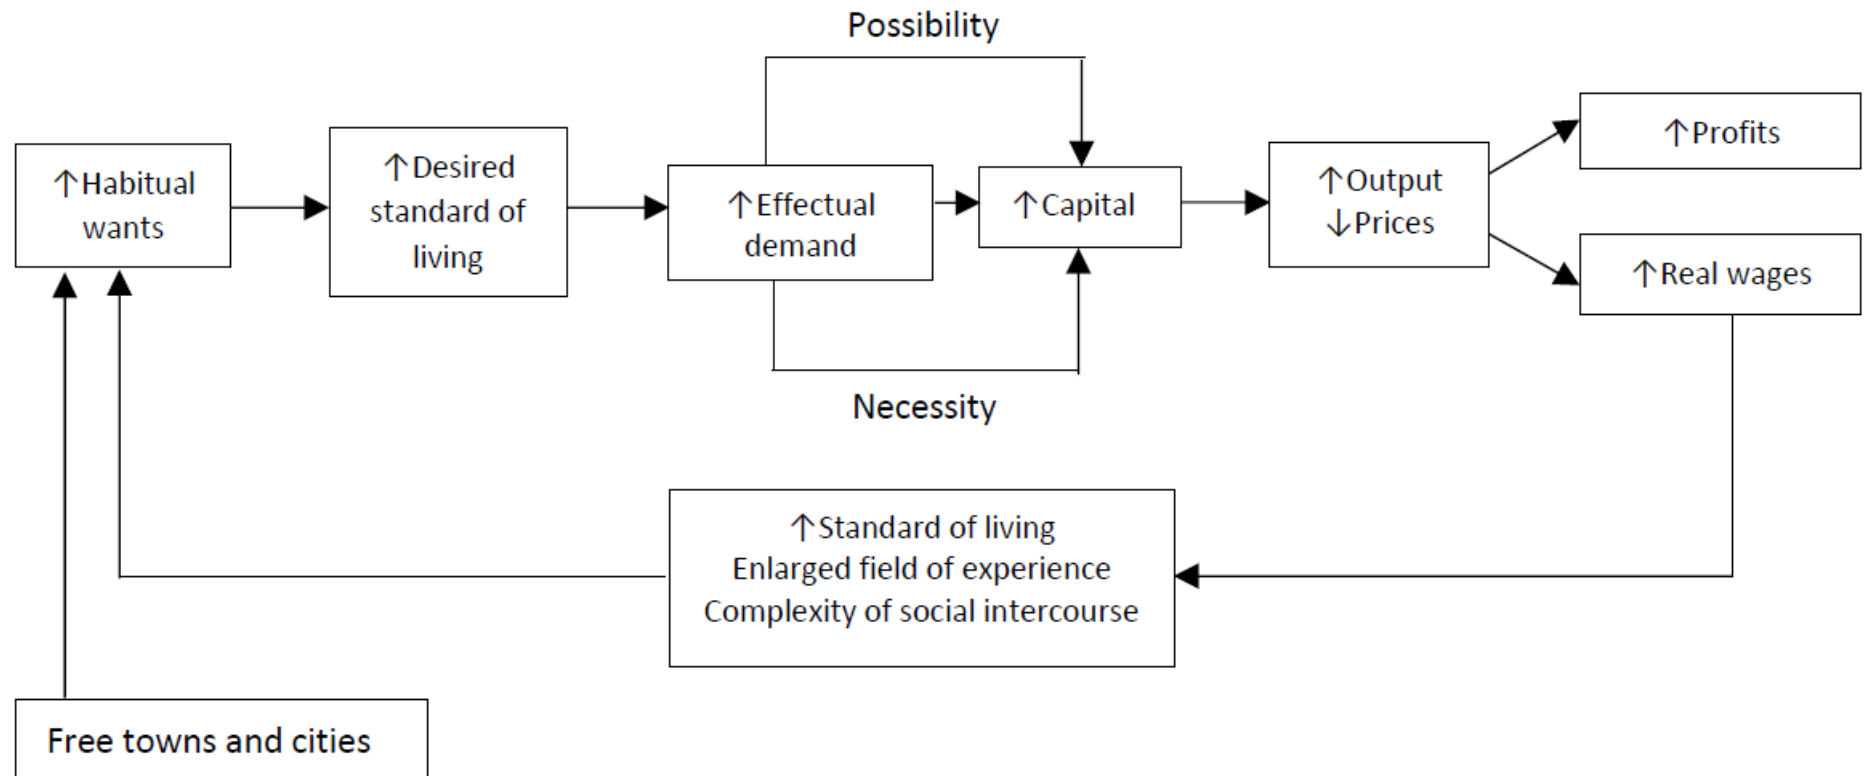 Possibility
↑Habitual
wants
↑Desired
standard of
living
↑Effectual
demand
↑Capital
↑Output
↓Prices
↑Profits
↑Real wages
Necessity
↑Standard of living
Enlarged field of experience
Complexity of social intercourse
Free towns and cities